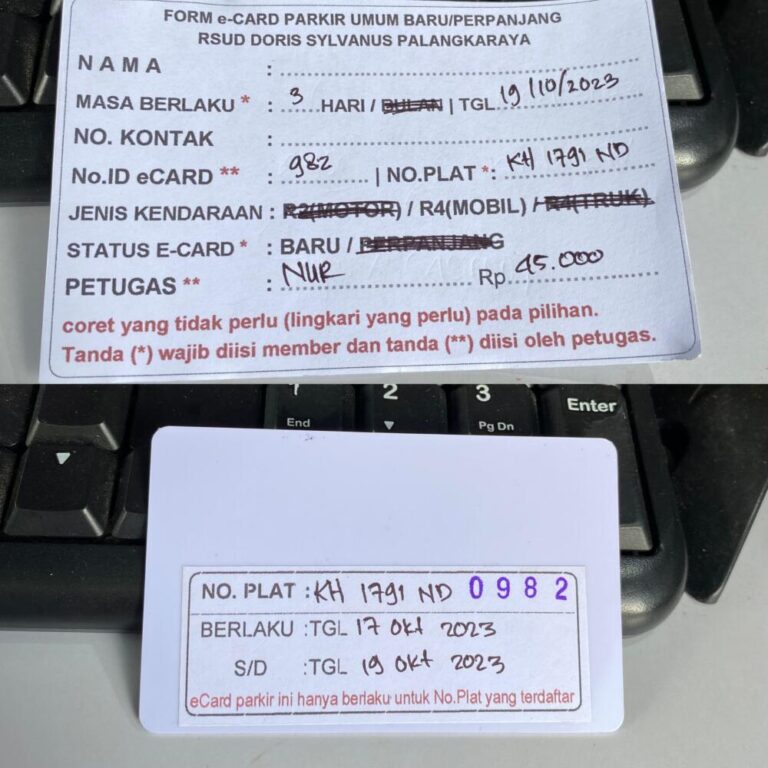 FORM e-CARD PARKIR UMUM BARU/PERPANJANG
RSUD DORIS SYLVANUS PALANGKARAYA
N A M A :
MASA BERLAKU * : 3 HARI / BULAN | TGL 19/10/2023
NO. KONTAK :
No.ID eCARD ** : 982 | NO.PLAT *: KH 1791 ND
JENIS KENDARAAN : R2(MOTOR) / R4(MOBIL) / R4(TRUK)
STATUS E-CARD * : BARU / PERPANJANG
PETUGAS ** : NUR Rp. 45.000
coret yang tidak perlu (lingkari yang perlu) pada pilihan.
Tanda (*) wajib diisi member dan tanda (**) diisi oleh petugas.
1 2 3 Enter
End Pg Dn
NO. PLAT : KH 1791 ND 0982
BERLAKU :TGL 17 Okt 2023
S/D :TGL 19 Okt 2023
eCard parkir ini hanya berlaku untuk No.Plat yang terdaftar